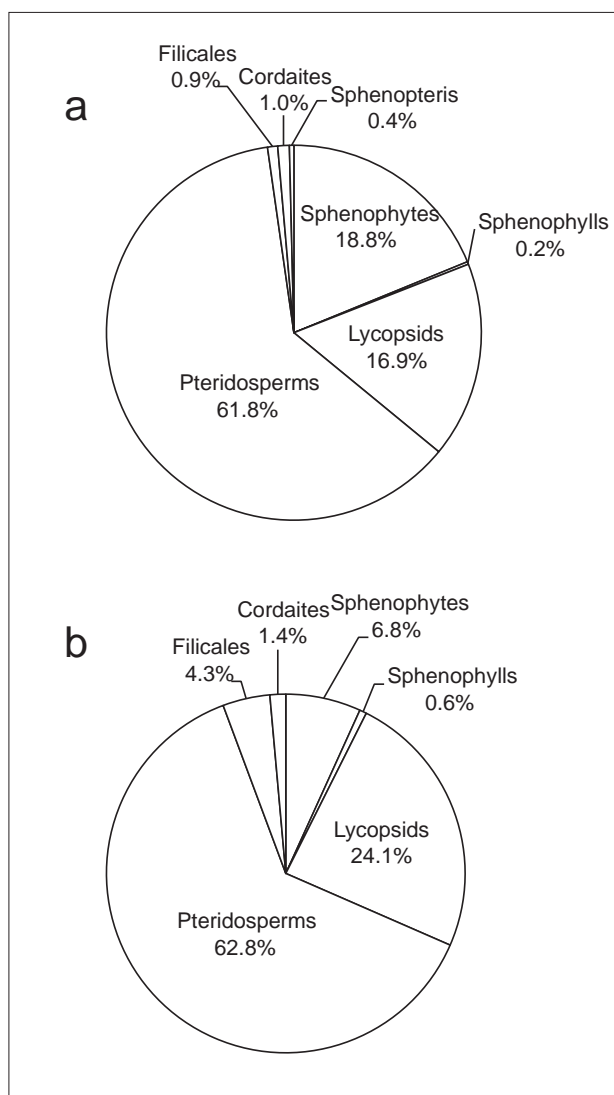 a
Filicales
0.9%
Cordaites
1.0%
Sphenopteris
0.4%
Sphenophytes
18.8%
Sphenophylls
0.2%
Lycopsids
16.9%
Pteridosperms
61.8%
b
Filicales
4.3%
Cordaites
1.4%
Sphenophytes
6.8%
Sphenophylls
0.6%
Lycopsids
24.1%
Pteridosperms
62.8%